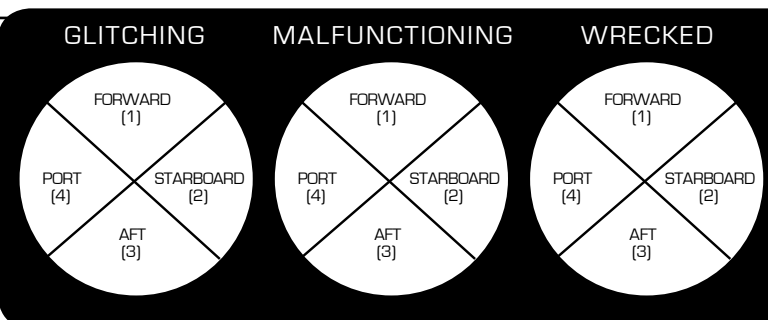 GLITCHING
FORWARD
(1)
PORT
(4)
STARBOARD
(2)
AFT
(3)
MALFUNCTIONING
FORWARD
(1)
PORT
(4)
STARBOARD
(2)
AFT
(3)
WRECKED
FORWARD
(1)
PORT
(4)
STARBOARD
(2)
AFT
(3)